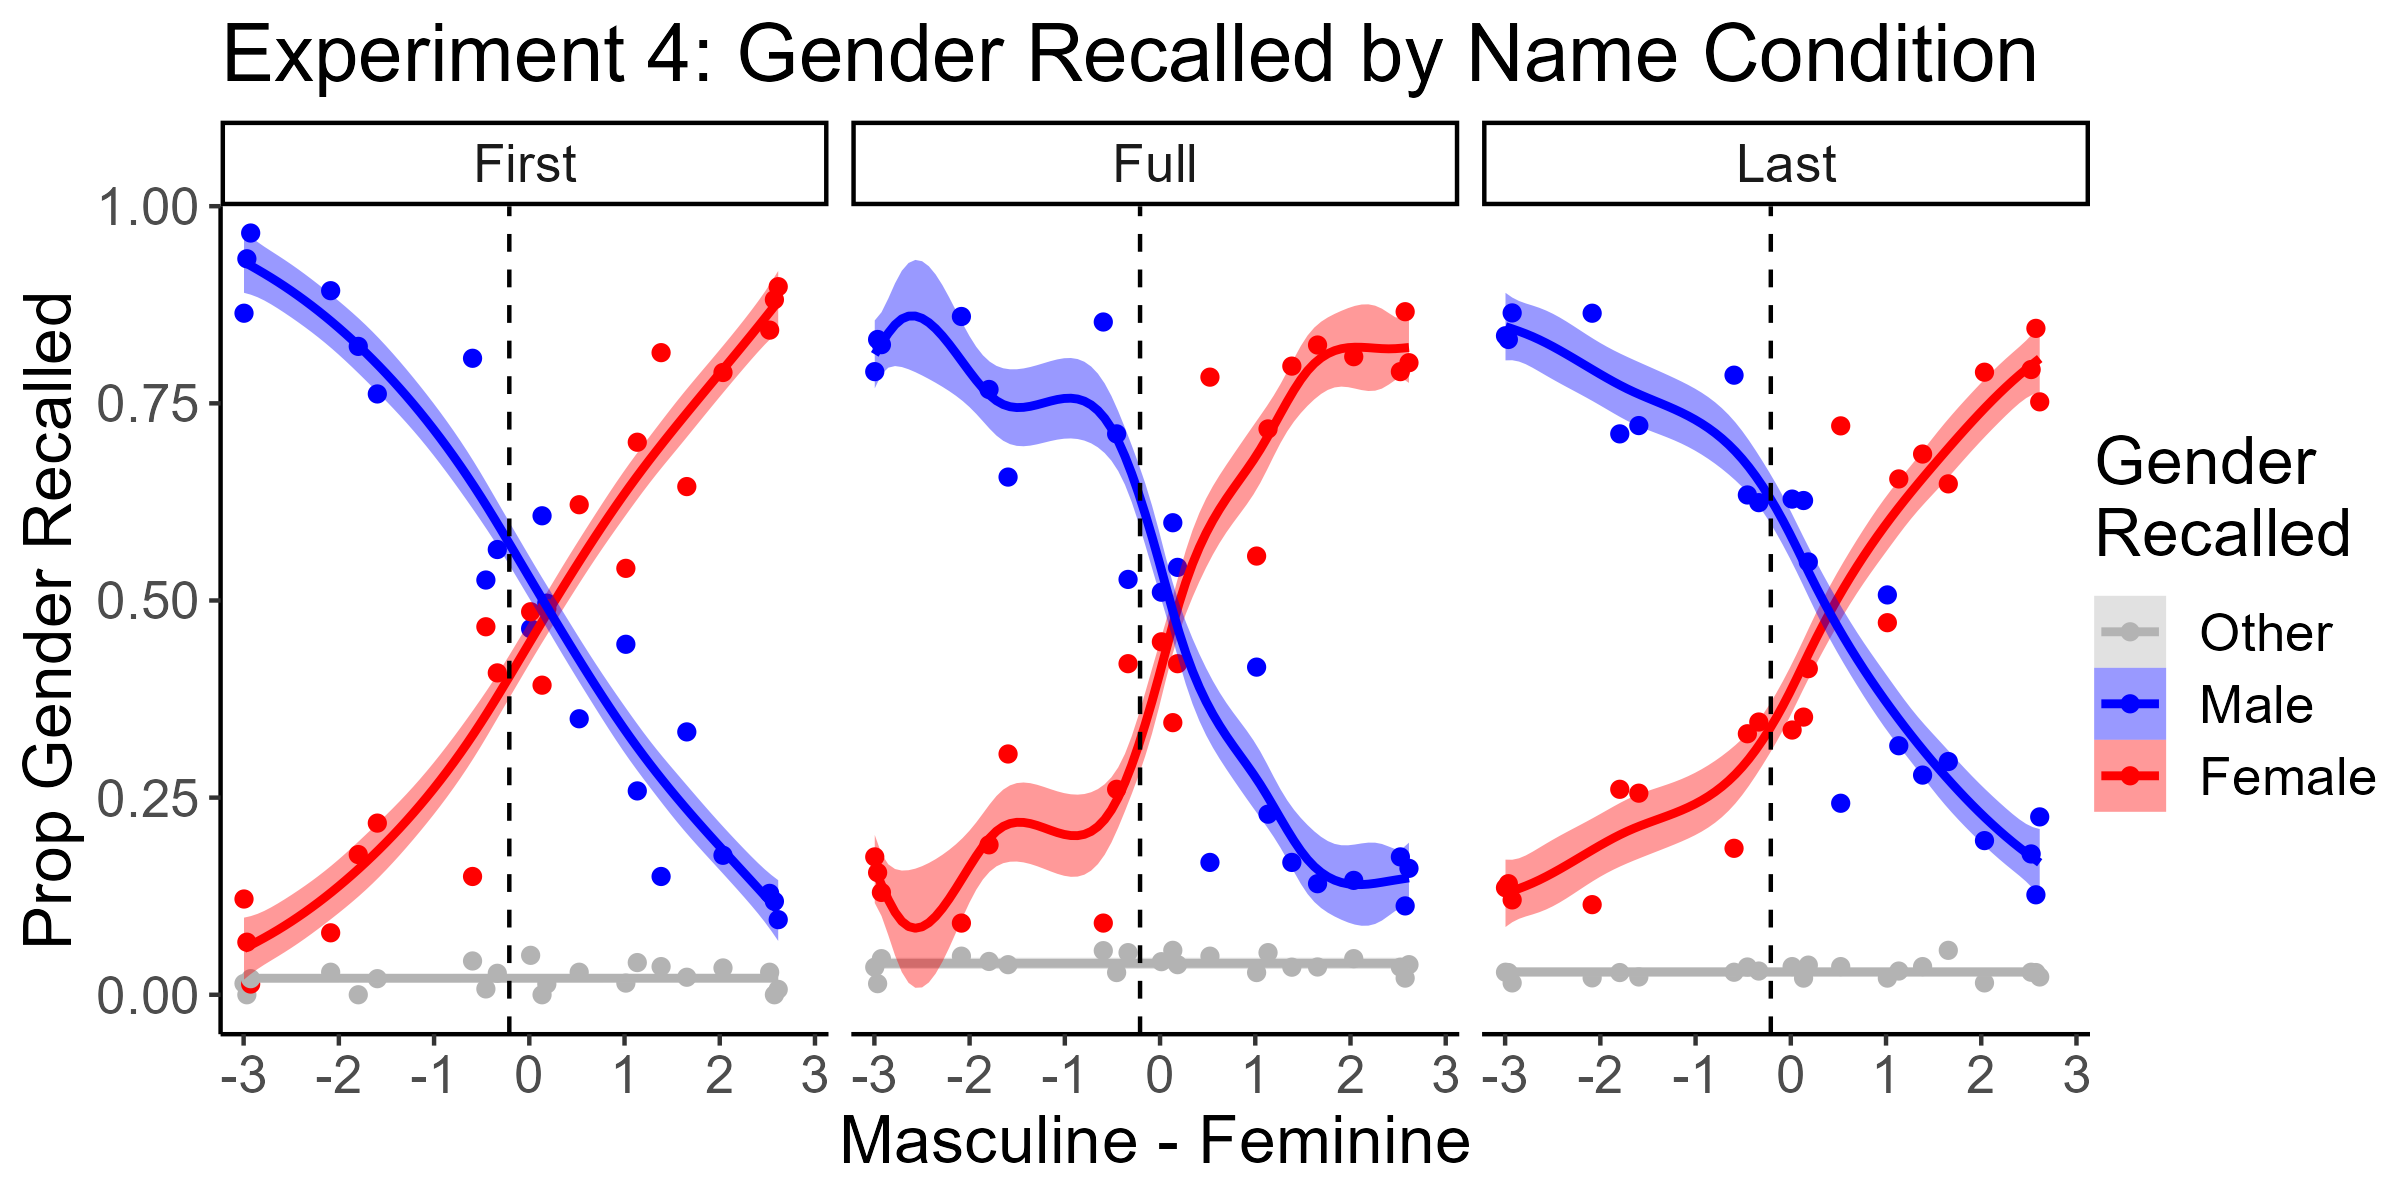 Experiment 4: Gender Recalled by Name Condition
First Full Last
Prop Gender Recalled
1.00
0.75
0.50
0.25
0.00
-3 -2 -1 0 1 2 3 -3 -2 -1 0 1 2 3 -3 -2 -1 0 1 2 3
Masculine - Feminine
Gender
Recalled
Other
Male
Female